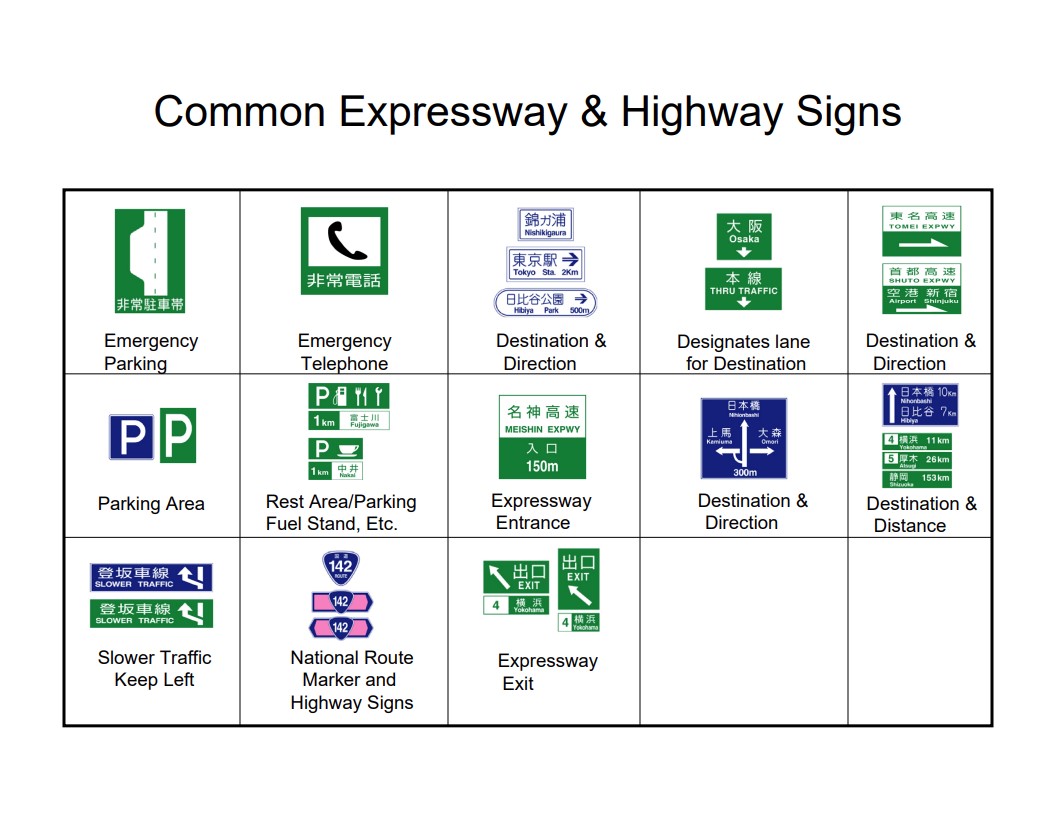 Common Expressway & Highway Signs
非常駐車帯
Emergency
Parking
非常電話
Emergency
Telephone
錦ガ浦
Nishikigaura
東京駅
Tokyo Sta. 2Km
日比谷公園
Hibiya Park 500m
Destination &
Direction
大阪
Osaka
本線
THRU TRAFFIC
Designates lane
for Destination
東名高速
TOMEI EXPWY
首都高速
SHUTO EXPWY
空港 新宿
Airport Shinjuku
Destination &
Direction
P P
Parking Area
P
1km 富士川
Fujigawa
P
1km 中井
Nakai
Rest Area/Parking
Fuel Stand, Etc.
名神高速
MEISHIN EXPWY
入口
150m
Expressway
Entrance
日本橋
Nihonbashi
上馬 大森
Kamiuma Omori
300m
Destination &
Direction
日本橋 10Km
Nihonbashi
日比谷 7Km
Hibiya
4 横浜 11km
Yokohama
5 厚木 26km
Atsugi
静岡 153km
Shizuoka
Destination &
Distance
登坂車線
SLOWER TRAFFIC
登坂車線
SLOWER TRAFFIC
Slower Traffic
Keep Left
国道
142
ROUTE
142
142
National Route
Marker and
Highway Signs
出口
EXIT
4 横浜
Yokohama
出口
EXIT
4 横浜
Yokohama
Expressway
Exit